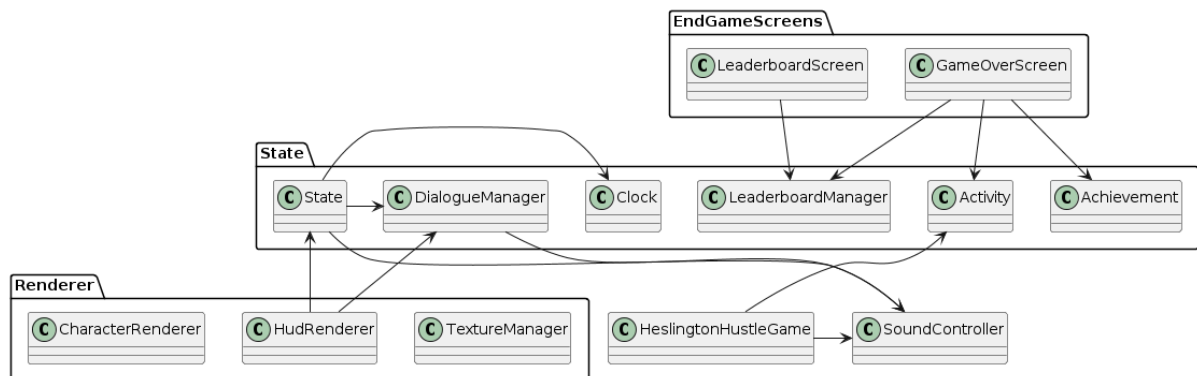 EndGameScreens
C LeaderboardScreen
C GameOverScreen
State
C State
C DialogueManager
C Clock
C LeaderboardManager
C Activity
C Achievement
Renderer
C CharacterRenderer
C HudRenderer
C TextureManager
C HeslingtonHustleGame
C SoundController